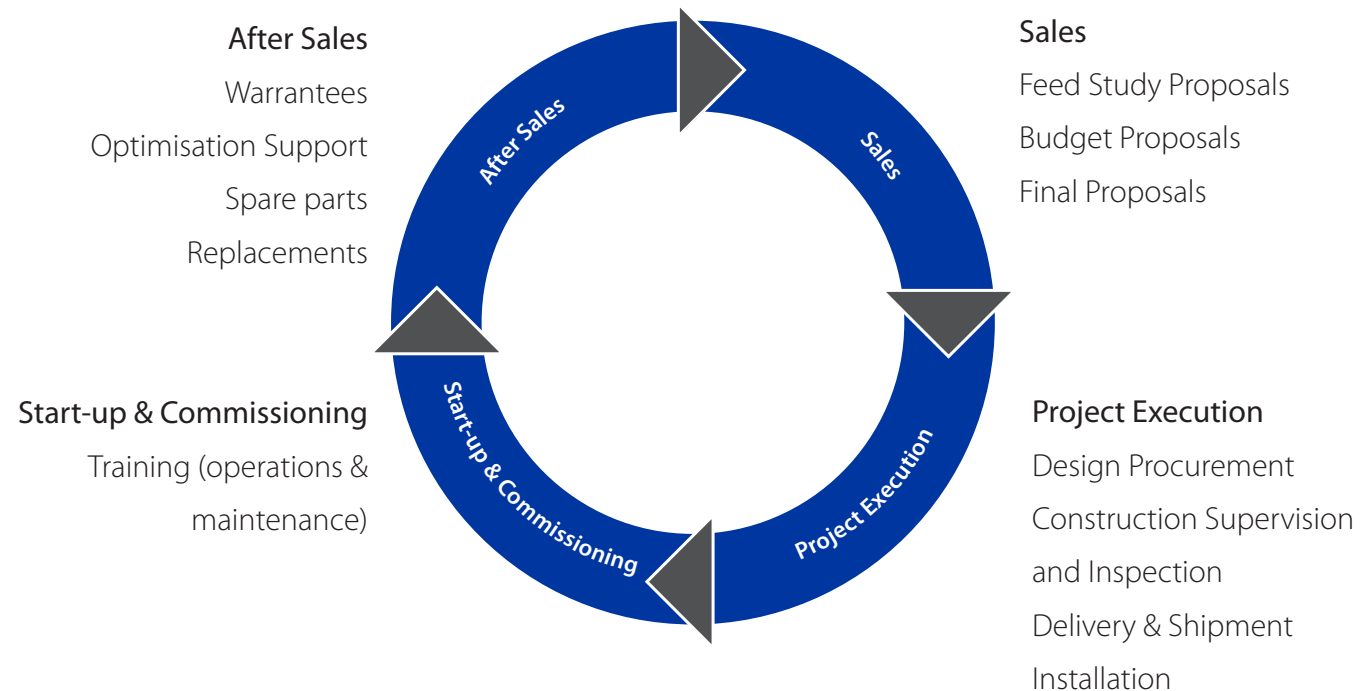 After Sales
Warrantees
Optimisation Support
Spare parts
Replacements
Sales
Feed Study Proposals
Budget Proposals
Final Proposals
After Sales
Sales
Start-up & Commissioning
Project Execution
Start-up & Commissioning
Training (operations &
maintenance)
Project Execution
Design Procurement
Construction Supervision
and Inspection
Delivery & Shipment
Installation